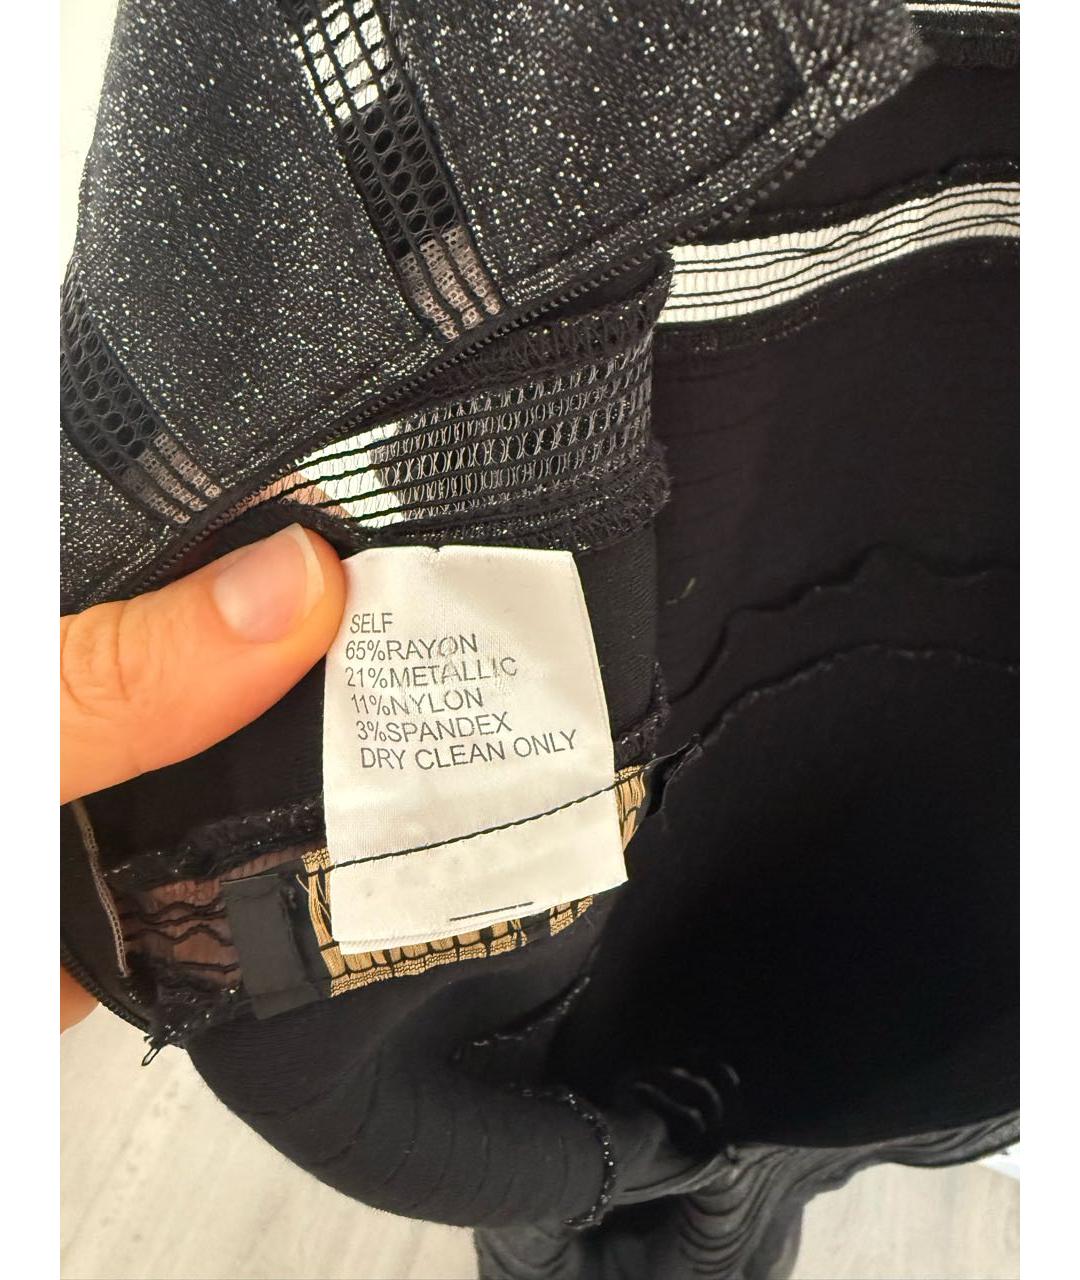 SELF
65%RAYON
21%METALLIC
11%NYLON
3%SPANDEX
DRY CLEAN ONLY